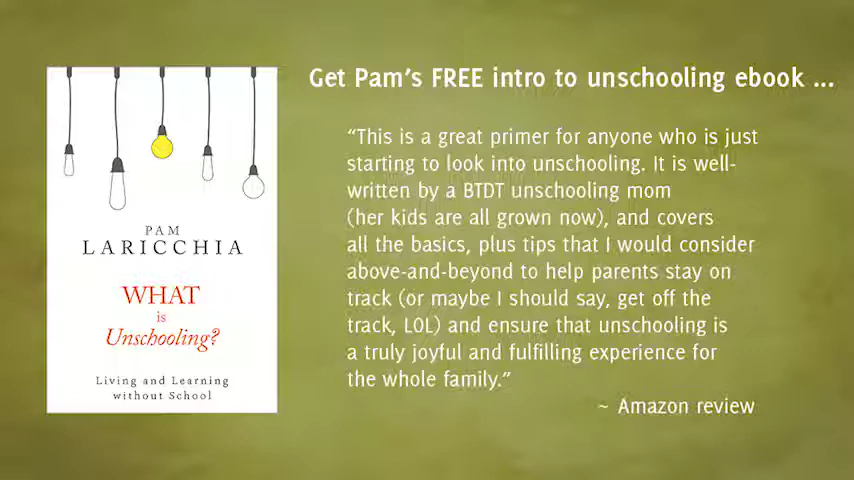 Get Pam's FREE intro to unschooling ebook ...
PAM
LARICCHIA
WHAT
is
Unschooling?
Living and Learning
without School
“This is a great primer for anyone who is just
starting to look into unschooling. It is well-
written by a BTDT unschooling mom
(her kids are all grown now), and covers
all the basics, plus tips that I would consider
above-and-beyond to help parents stay on
track (or maybe I should say, get off the
track, LOL) and ensure that unschooling is
a truly joyful and fulfilling experience for
the whole family.”
~ Amazon review